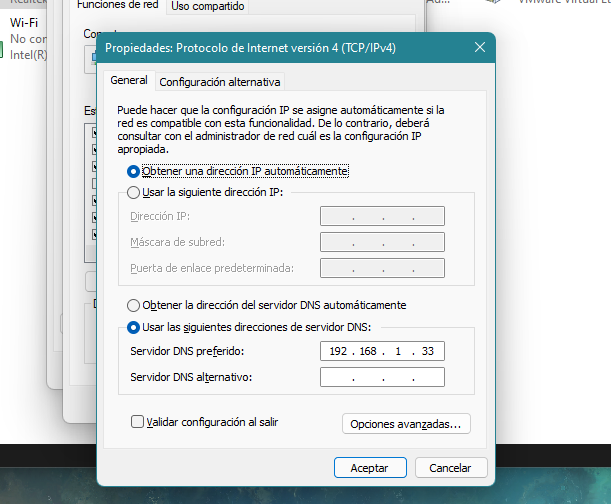 Funciones de red
Uso compartido
Wi-Fi
No cor
Intel(R)
VMware Virtual E
Propiedades: Protocolo de Internet versión 4 (TCP/IPv4)
General
Configuración alternativa
Puede hacer que la configuración IP se asigne automáticamente si la
red es compatible con esta funcionalidad. De lo contrario, deberá
consultar con el administrador de red cuál es la configuración IP
apropiada.
Obtener una dirección IP automáticamente
Usar la siguiente dirección IP:
Dirección IP:
. . .
Máscara de subred:
. . .
Puerta de enlace predeterminada:
. . .
Obtener la dirección del servidor DNS automáticamente
Usar las siguientes direcciones de servidor DNS:
Servidor DNS preferido:
192 . 168 . 1 . 33
Servidor DNS alternativo:
. . .
Validar configuración al salir
Opciones avanzadas...
Aceptar
Cancelar